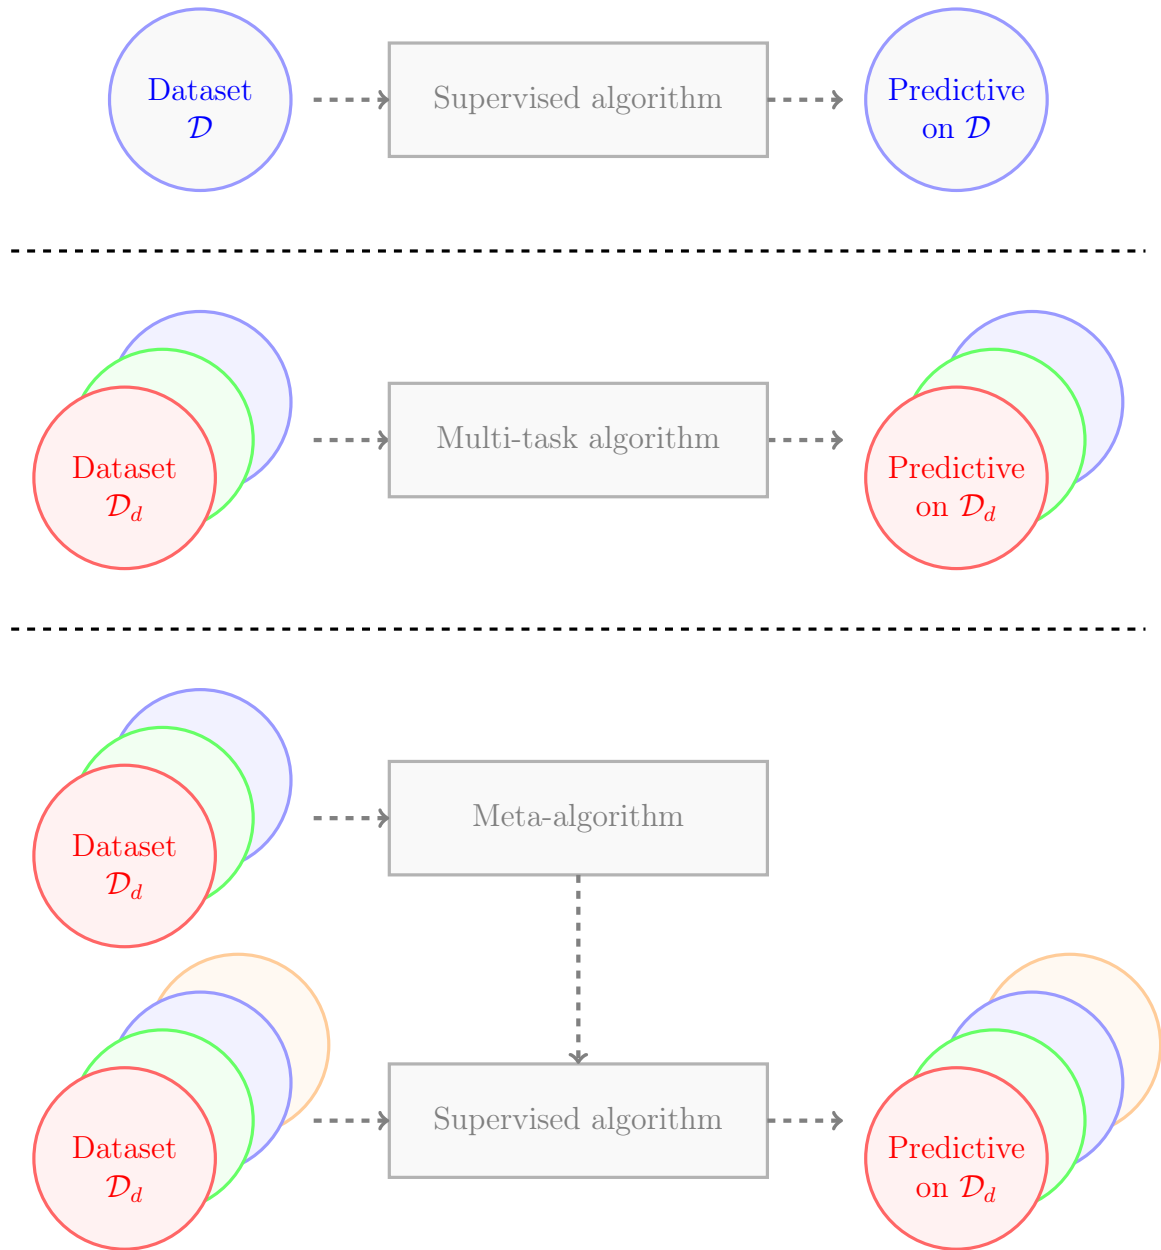 Dataset
𝒟
Supervised algorithm
Predictive
on 𝒟
Dataset
𝒟_d
Multi-task algorithm
Predictive
on 𝒟_d
Dataset
𝒟_d
Meta-algorithm
Dataset
𝒟_d
Supervised algorithm
Predictive
on 𝒟_d